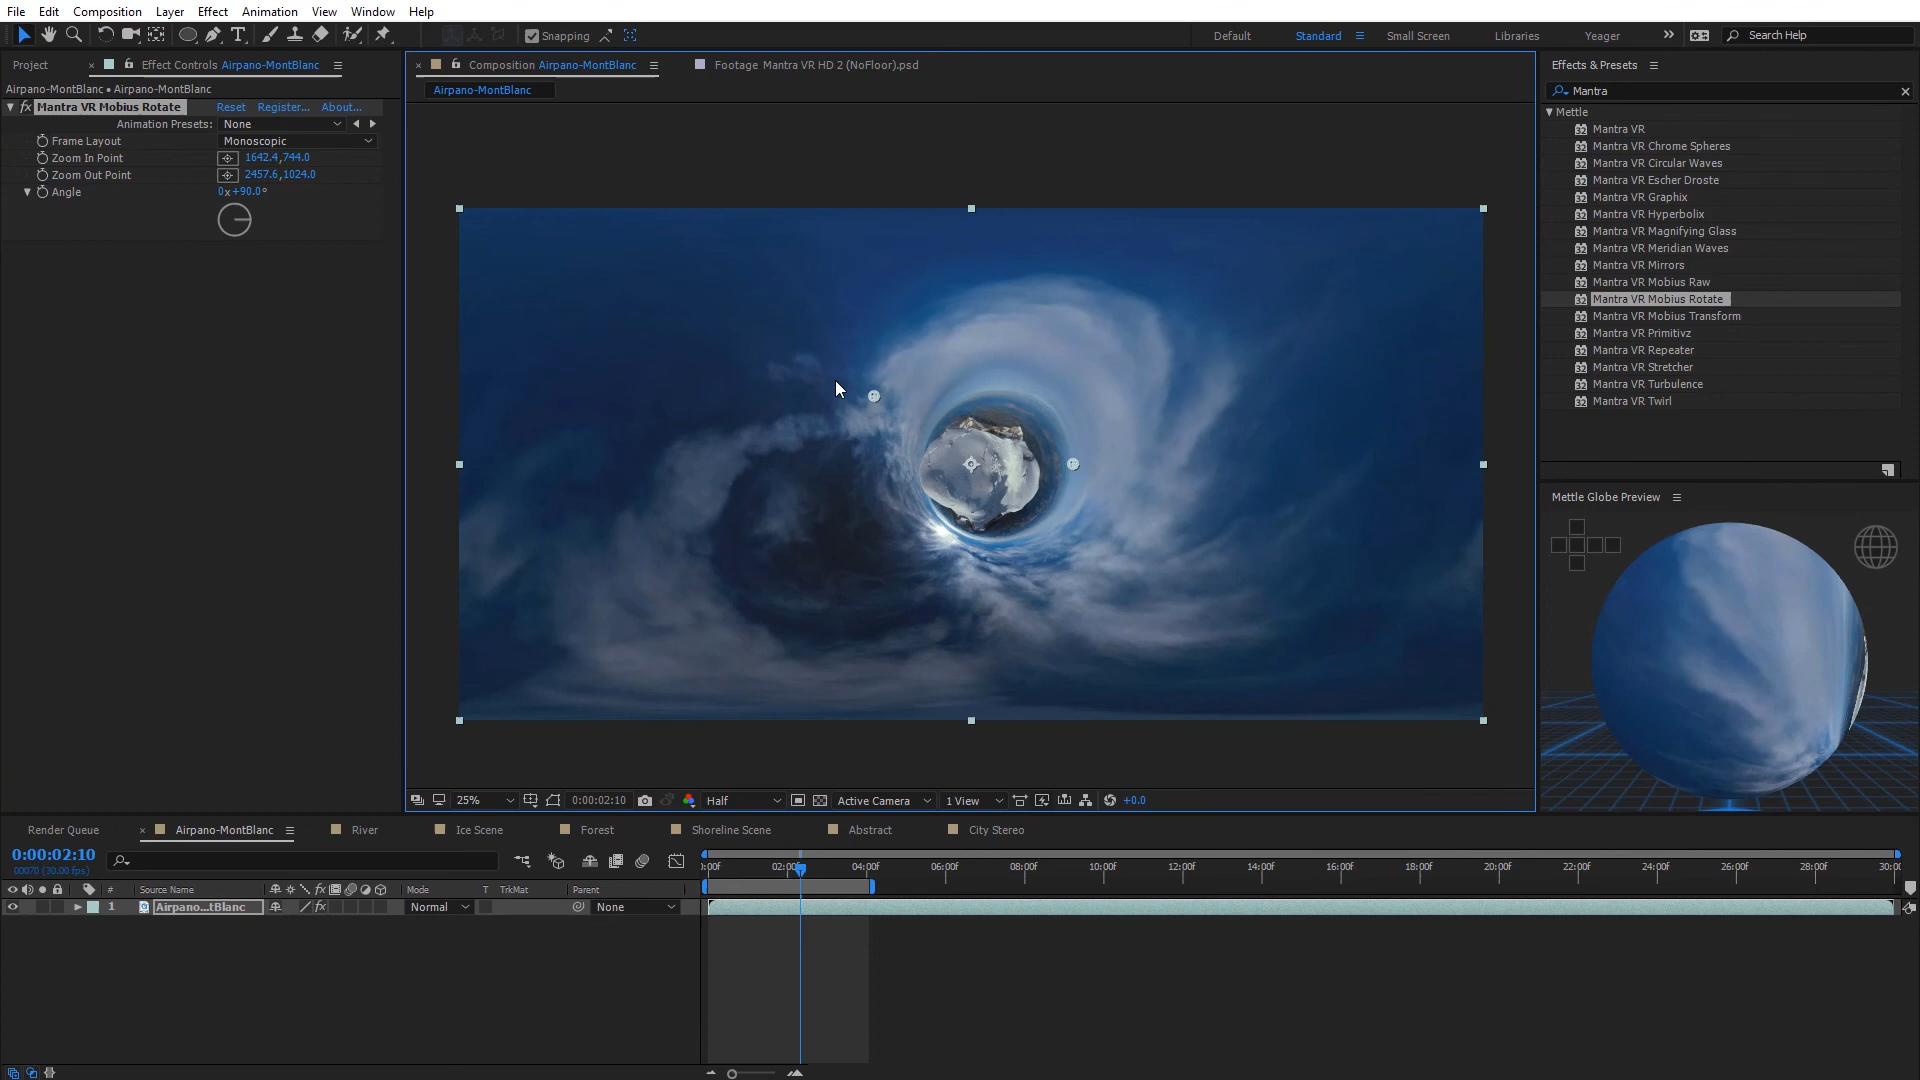 File Edit Composition Layer Effect Animation View Window Help
Snapping Default Standard Small Screen Libraries Yeager Search Help
Project Effect Controls Airpano-MontBlanc
Airpano-MontBlanc • Airpano-MontBlanc
fx Mantra VR Mobius Rotate Reset Register... About...
Animation Presets: None
Frame Layout Monoscopic
Zoom In Point 1642.4,744.0
Zoom Out Point 2457.6,1024.0
Angle 0x+90.0°
Composition Airpano-MontBlanc Footage Mantra VR HD 2 (NoFloor).psd
Airpano-MontBlanc
25% 0:00:02:10 Half Active Camera 1 View +0.0
Effects & Presets
Mantra
Mettle
Mantra VR
Mantra VR Chrome Spheres
Mantra VR Circular Waves
Mantra VR Escher Droste
Mantra VR Graphix
Mantra VR Hyperbolix
Mantra VR Magnifying Glass
Mantra VR Meridian Waves
Mantra VR Mirrors
Mantra VR Mobius Raw
Mantra VR Mobius Rotate
Mantra VR Mobius Transform
Mantra VR Primitivz
Mantra VR Repeater
Mantra VR Stretcher
Mantra VR Turbulence
Mantra VR Twirl
Mettle Globe Preview
Render Queue Airpano-MontBlanc River Ice Scene Forest Shoreline Scene Abstract City Stereo
0:00:02:10
00070 (30.00 fps)
02:00f 04:00f 06:00f 08:00f 10:00f 12:00f 14:00f 16:00f 18:00f 20:00f 22:00f 24:00f 26:00f 28:00f
# Source Name fx Mode T TrkMat Parent
1 Airpano...tBlanc fx Normal None